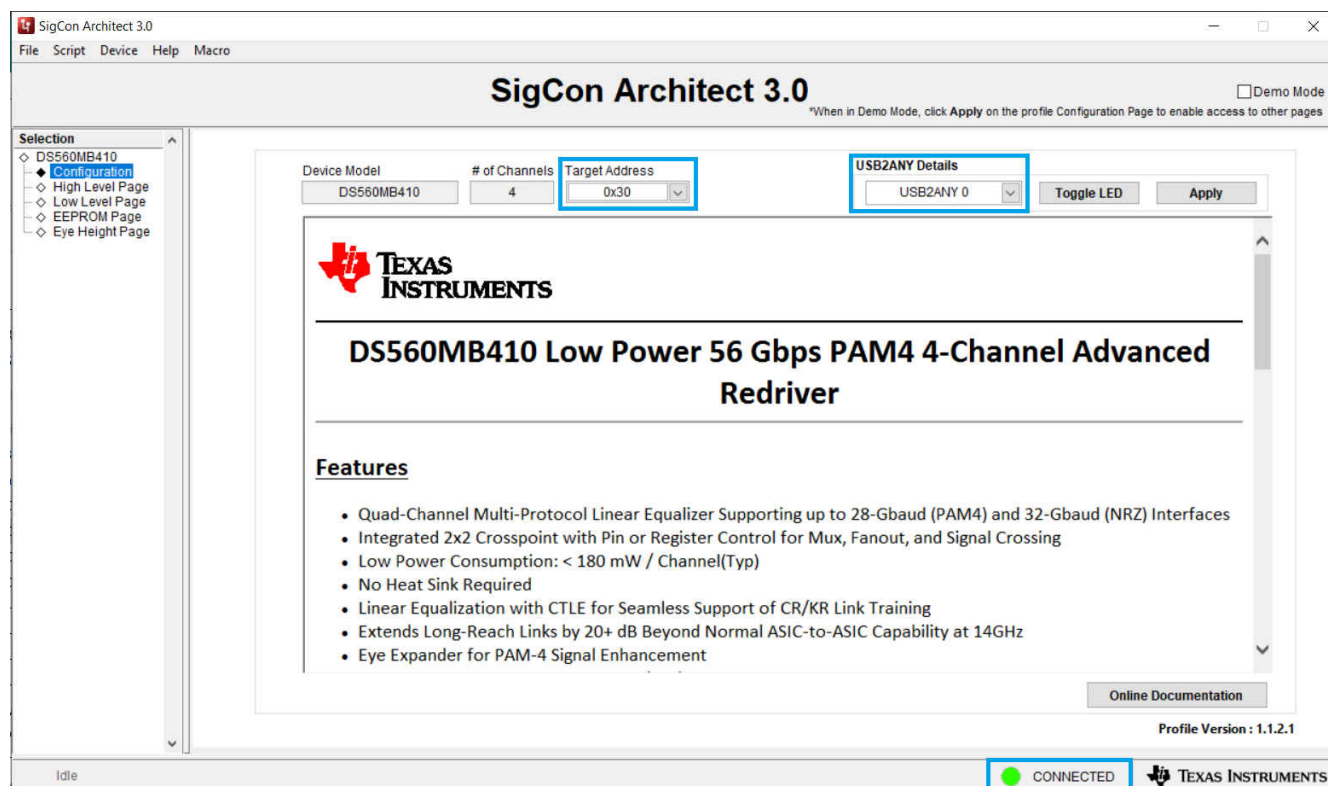 SigCon Architect 3.0
File Script Device Help Macro
SigCon Architect 3.0
Demo Mode
*When in Demo Mode, click Apply on the profile Configuration Page to enable access to other pages
Selection
DS560MB410
Configuration
High Level Page
Low Level Page
EEPROM Page
Eye Height Page
Device Model
# of Channels
Target Address
USB2ANY Details
DS560MB410
4
0x30
USB2ANY 0
Toggle LED
Apply
TEXAS
INSTRUMENTS
DS560MB410 Low Power 56 Gbps PAM4 4-Channel Advanced
Redriver
Features
• Quad-Channel Multi-Protocol Linear Equalizer Supporting up to 28-Gbaud (PAM4) and 32-Gbaud (NRZ) Interfaces
• Integrated 2x2 Crosspoint with Pin or Register Control for Mux, Fanout, and Signal Crossing
• Low Power Consumption: < 180 mW / Channel(Typ)
• No Heat Sink Required
• Linear Equalization with CTLE for Seamless Support of CR/KR Link Training
• Extends Long-Reach Links by 20+ dB Beyond Normal ASIC-to-ASIC Capability at 14GHz
• Eye Expander for PAM-4 Signal Enhancement
Online Documentation
Profile Version : 1.1.2.1
Idle
CONNECTED
TEXAS INSTRUMENTS